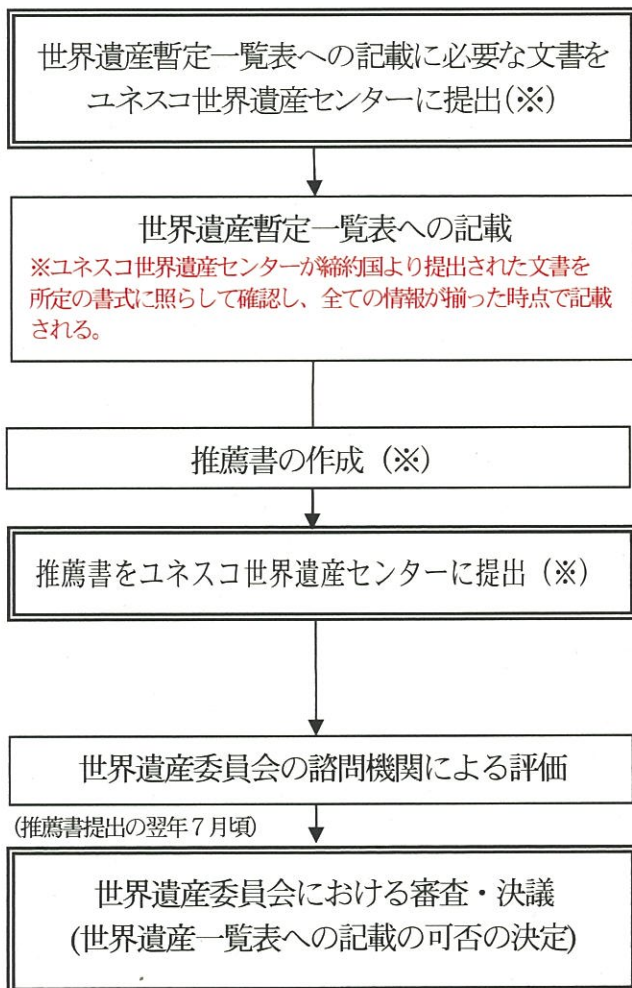 世界遺産暫定一覧表への記載に必要な文書を
ユネスコ世界遺産センターに提出(※)
世界遺産暫定一覧表への記載
※ユネスコ世界遺産センターが締約国より提出された文書を
所定の書式に照らして確認し、全ての情報が揃った時点で記載
される。
推薦書の作成（※）
推薦書をユネスコ世界遺産センターに提出（※）
世界遺産委員会の諮問機関による評価
(推薦書提出の翌年７月頃)
世界遺産委員会における審査・決議
(世界遺産一覧表への記載の可否の決定)